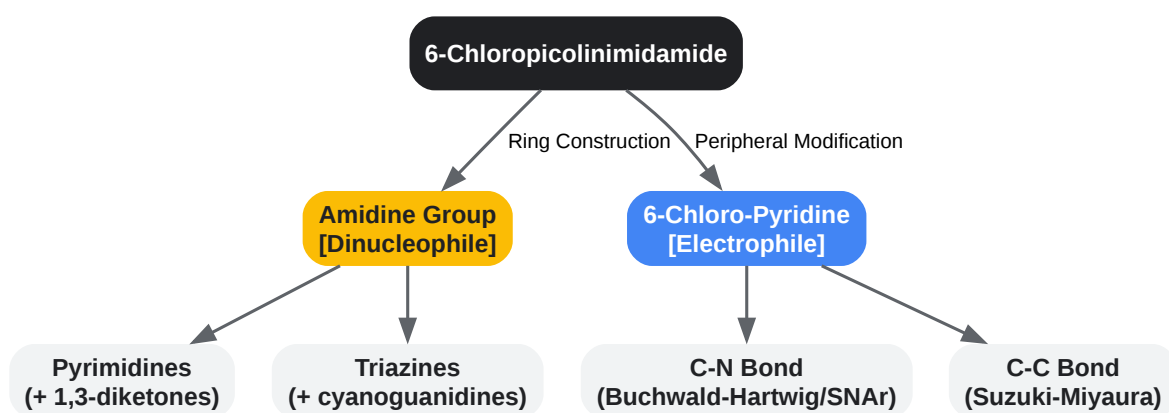 6-Chloropicolinimidamide
Ring Construction
Peripheral Modification
Amidine Group
[Dinucleophile]
6-Chloro-Pyridine
[Electrophile]
Pyrimidines
(+ 1,3-diketones)
Triazines
(+ cyanoguanidines)
C-N Bond
(Buchwald-Hartwig/SNAr)
C-C Bond
(Suzuki-Miyaura)